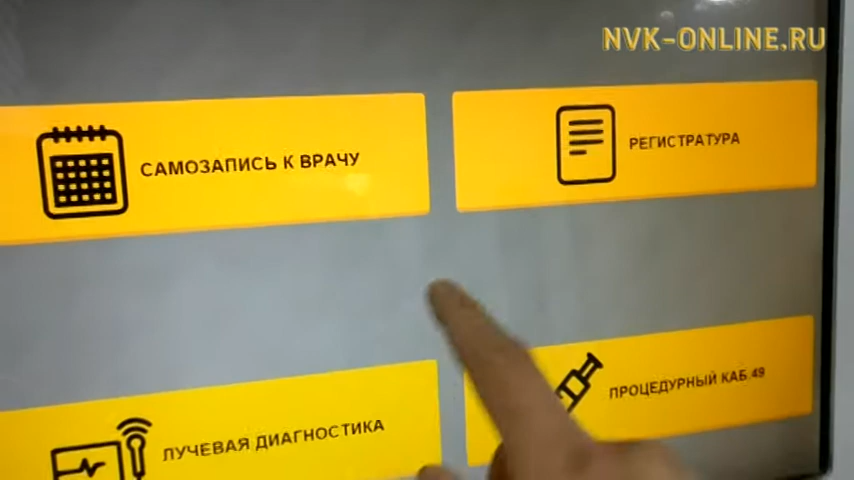 NVK-ONLINE.RU
САМОЗАПИСЬ К ВРАЧУ
РЕГИСТРАТУРА
ЛУЧЕВАЯ ДИАГНОСТИКА
ПРОЦЕДУРНЫЙ КАБ.49